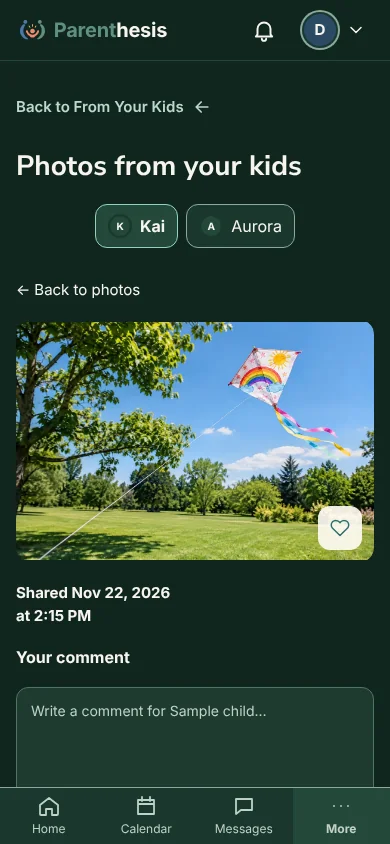 Parenthesis
D
Back to From Your Kids ←
Photos from your kids
K Kai
A Aurora
← Back to photos
Shared Nov 22, 2026
at 2:15 PM
Your comment
Write a comment for Sample child...
Home
Calendar
Messages
More